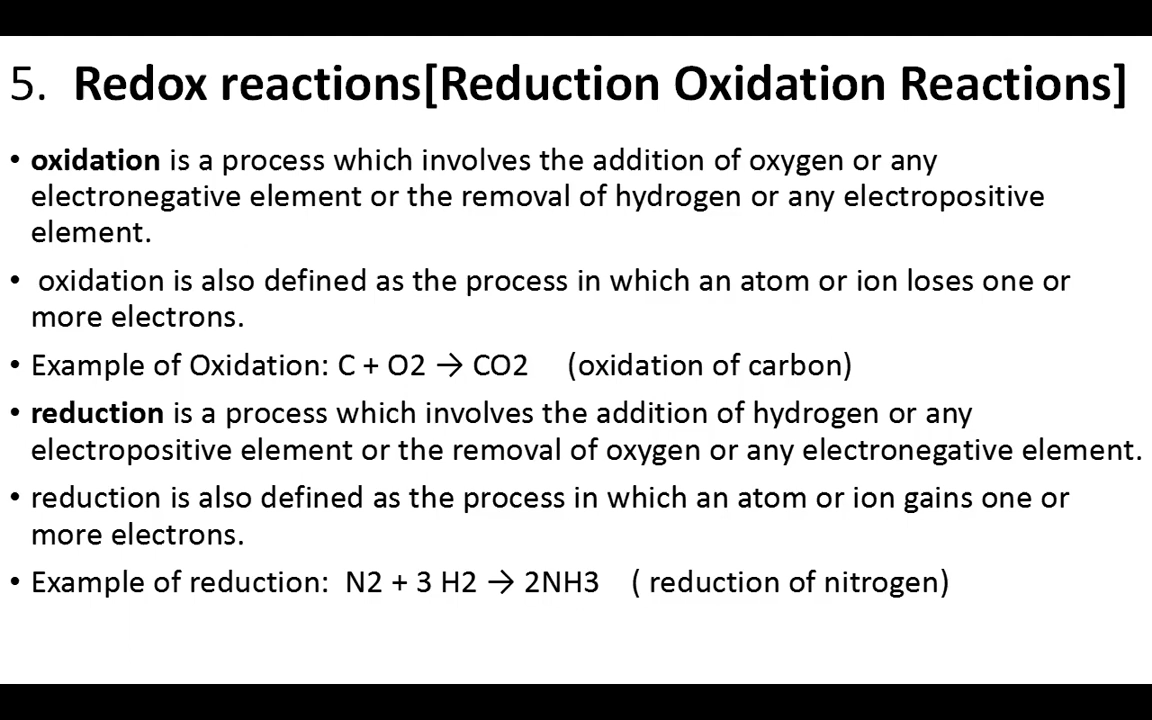 5. Redox reactions[Reduction Oxidation Reactions]
• oxidation is a process which involves the addition of oxygen or any
electronegative element or the removal of hydrogen or any electropositive
element.
• oxidation is also defined as the process in which an atom or ion loses one or
more electrons.
• Example of Oxidation: C + O2 → CO2 (oxidation of carbon)
• reduction is a process which involves the addition of hydrogen or any
electropositive element or the removal of oxygen or any electronegative element.
• reduction is also defined as the process in which an atom or ion gains one or
more electrons.
• Example of reduction: N2 + 3 H2 → 2NH3 ( reduction of nitrogen)